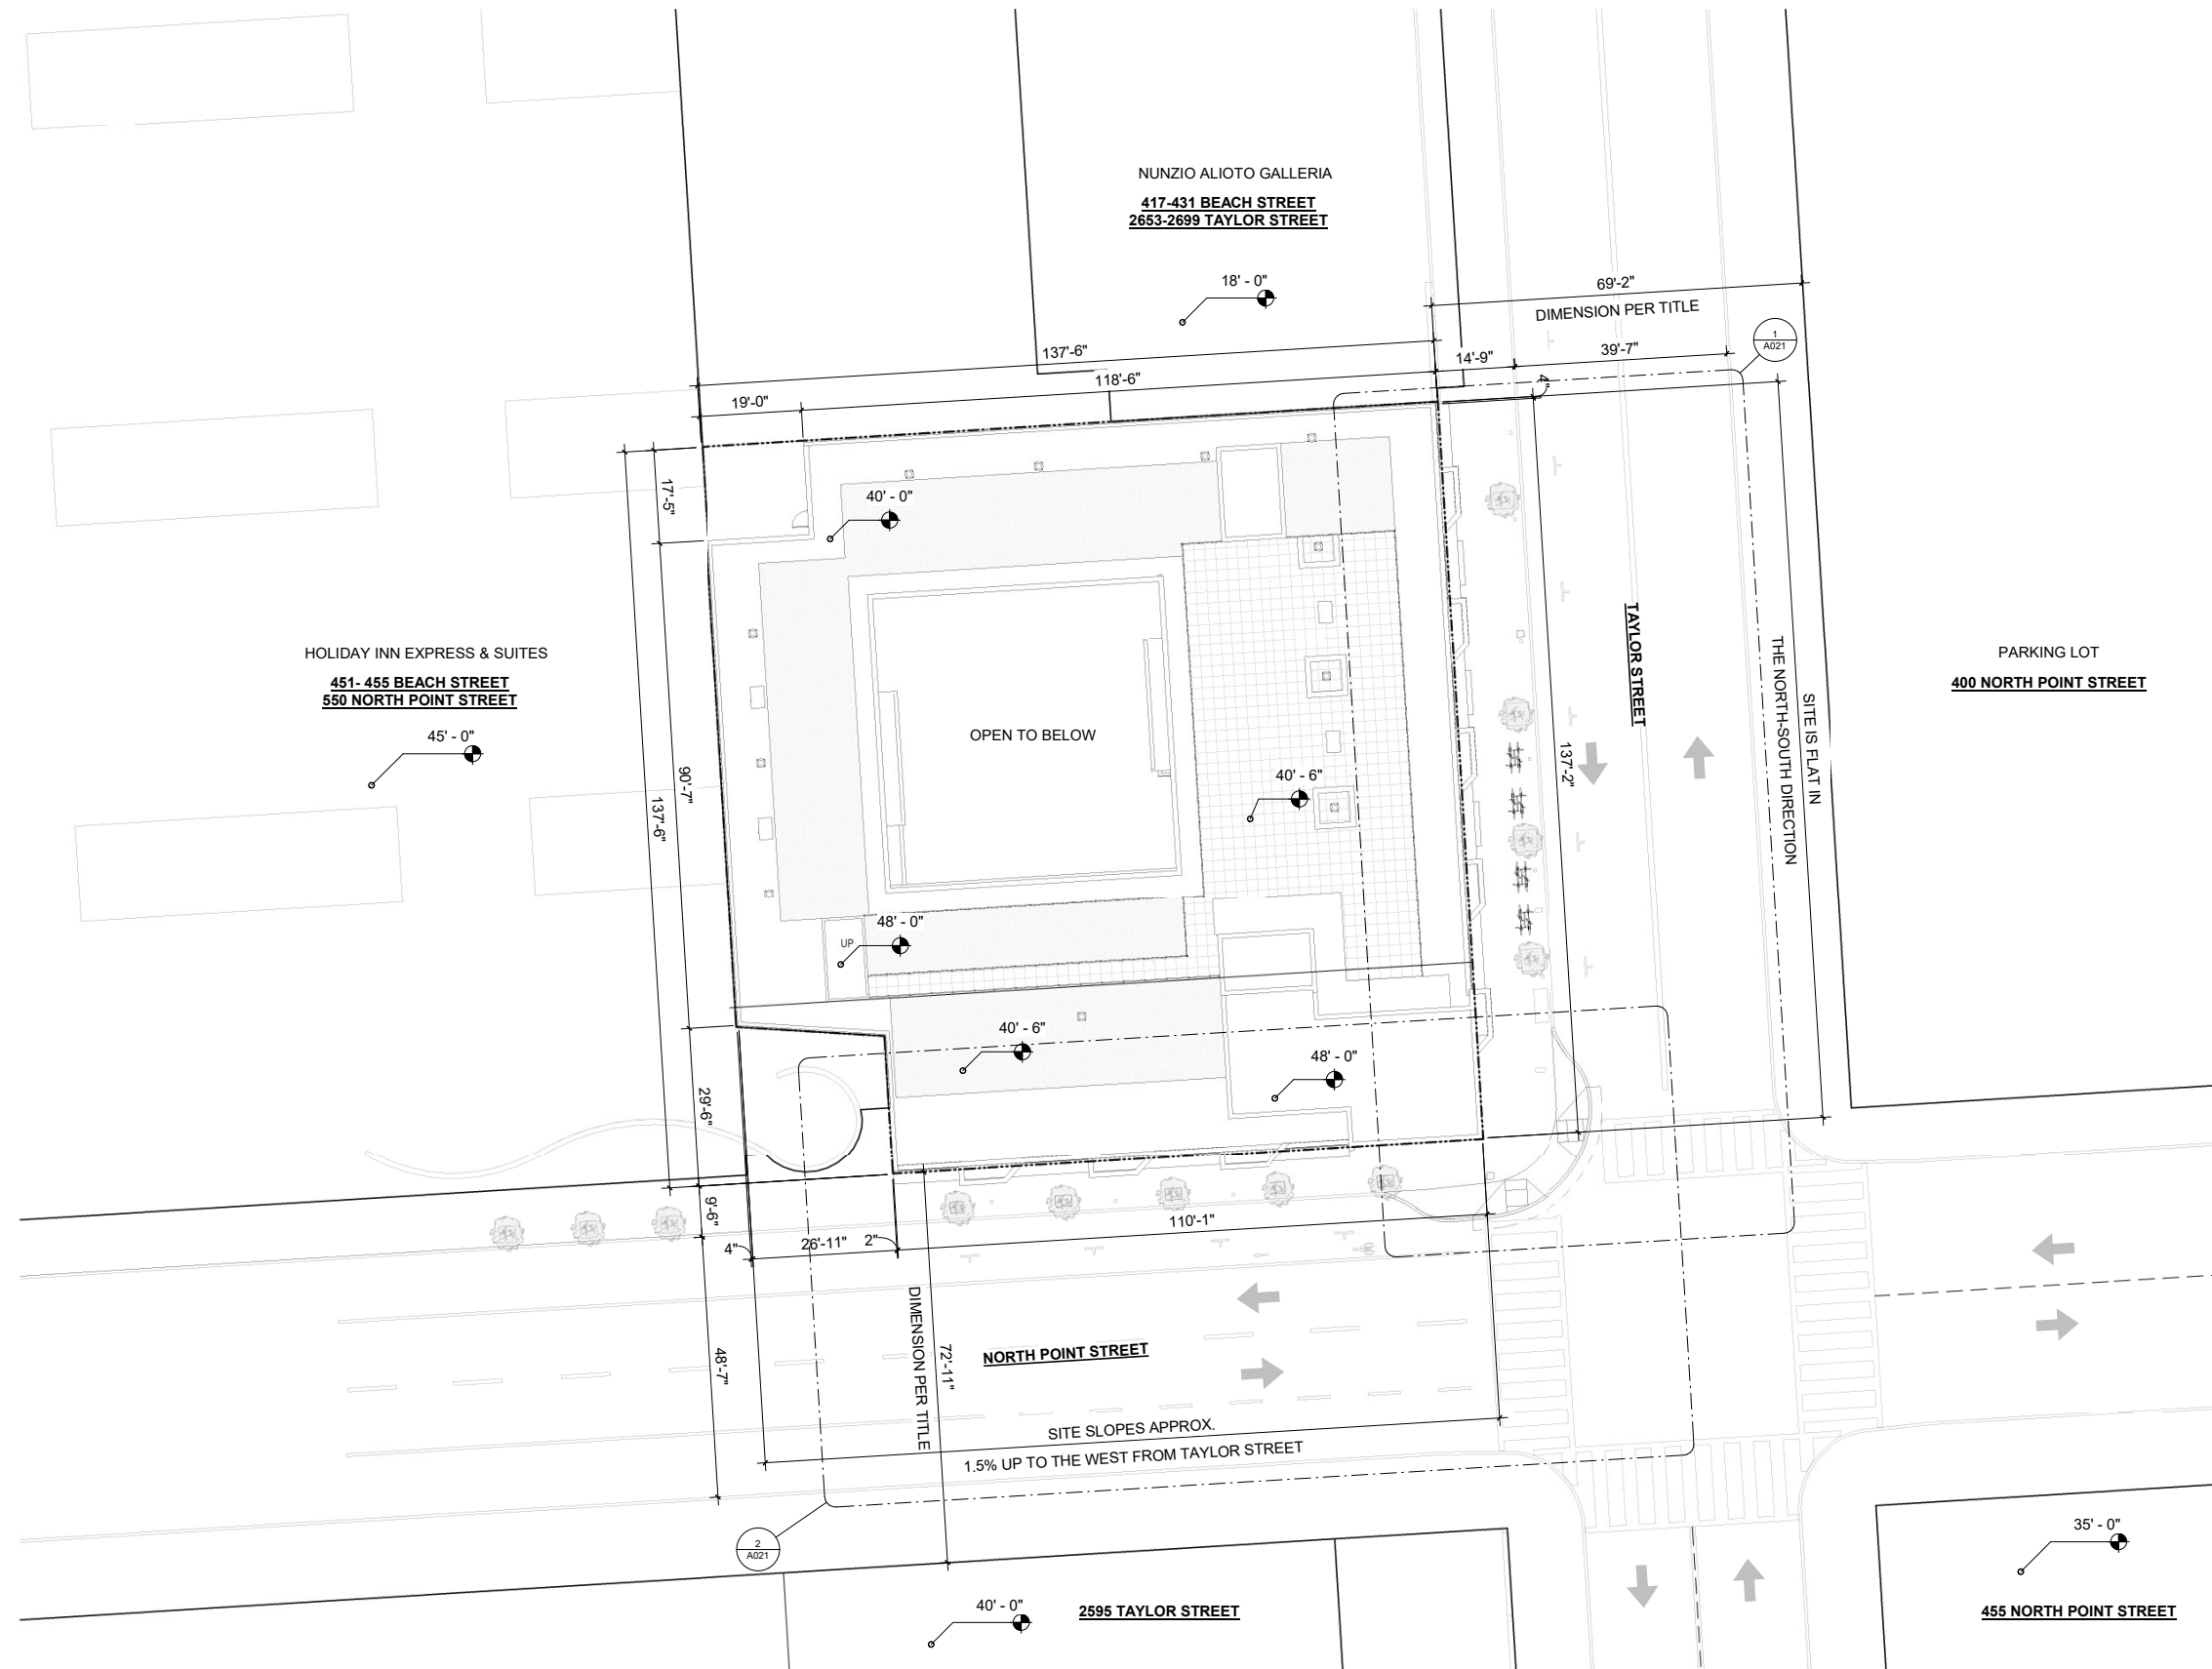 NUNZIO ALIOTO GALLERIA
417-431 BEACH STREET
2653-2699 TAYLOR STREET
18' - 0"
69'-2"
DIMENSION PER TITLE
1
A021
137'-6"
14'-9"
39'-7"
118'-6"
4"
19'-0"
17'-5"
40' - 0"
HOLIDAY INN EXPRESS & SUITES
451- 455 BEACH STREET
550 NORTH POINT STREET
45' - 0"
90'-7"
137'-6"
OPEN TO BELOW
40' - 6"
137'-2"
TAYLOR STREET
THE NORTH-SOUTH DIRECTION
SITE IS FLAT IN
PARKING LOT
400 NORTH POINT STREET
48' - 0"
UP
40' - 6"
48' - 0"
29'-6"
9'-6"
4"
26'-11"
2"
110'-1"
48'-7"
DIMENSION PER TITLE
72'-11"
NORTH POINT STREET
SITE SLOPES APPROX.
1.5% UP TO THE WEST FROM TAYLOR STREET
2
A021
40' - 0"
2595 TAYLOR STREET
35' - 0"
455 NORTH POINT STREET